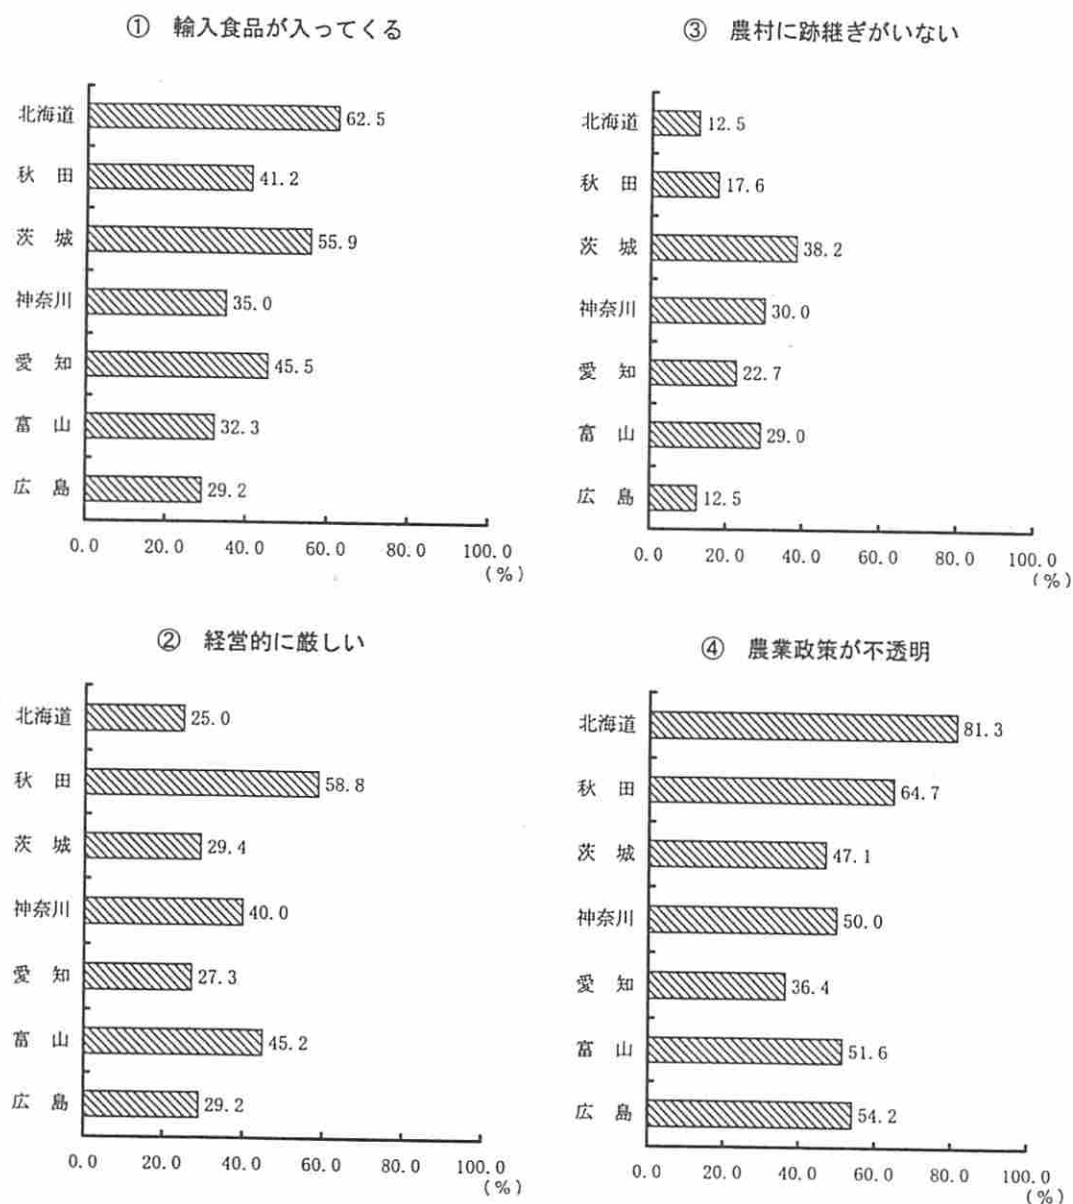 ① 輸入食品が入ってくる
北海道 62.5
秋 田 41.2
茨 城 55.9
神奈川 35.0
愛 知 45.5
富 山 32.3
広 島 29.2
0.0 20.0 40.0 60.0 80.0 100.0
(%)
② 経営的に厳しい
北海道 25.0
秋 田 58.8
茨 城 29.4
神奈川 40.0
愛 知 27.3
富 山 45.2
広 島 29.2
0.0 20.0 40.0 60.0 80.0 100.0
(%)
③ 農村に跡継ぎがいない
北海道 12.5
秋 田 17.6
茨 城 38.2
神奈川 30.0
愛 知 22.7
富 山 29.0
広 島 12.5
0.0 20.0 40.0 60.0 80.0 100.0
(%)
④ 農業政策が不透明
北海道 81.3
秋 田 64.7
茨 城 47.1
神奈川 50.0
愛 知 36.4
富 山 51.6
広 島 54.2
0.0 20.0 40.0 60.0 80.0 100.0
(%)